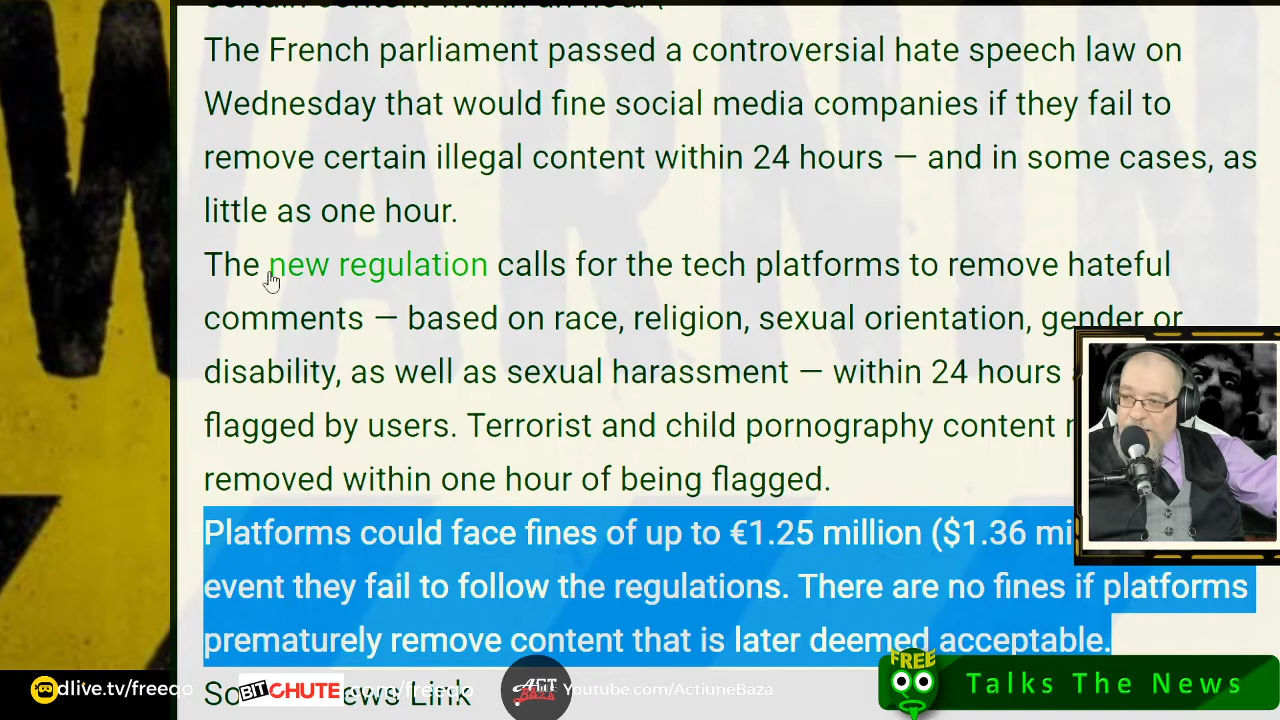 The French parliament passed a controversial hate speech law on
Wednesday that would fine social media companies if they fail to
remove certain illegal content within 24 hours — and in some cases, as
little as one hour.
The new regulation calls for the tech platforms to remove hateful
comments — based on race, religion, sexual orientation, gender or
disability, as well as sexual harassment — within 24 hours
flagged by users. Terrorist and child pornography content
removed within one hour of being flagged.
Platforms could face fines of up to €1.25 million ($1.36
event they fail to follow the regulations. There are no fines if platforms
prematurely remove content that is later deemed acceptable.
Link
dlive.tv/freeqo
BITCHUTE.com/freeqo
ACT BAZA
Youtube.com/ActiuneBaza
FREE
Talks The News